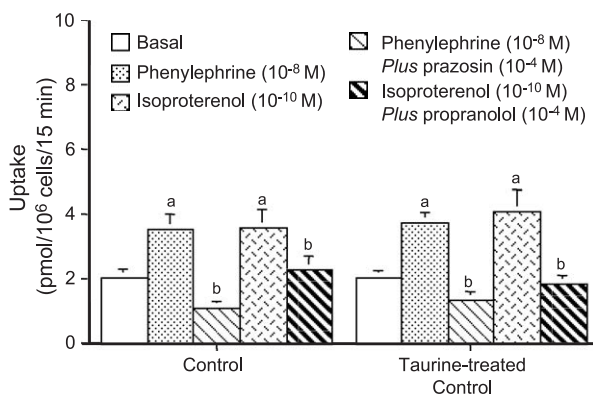 Uptake
(pmol/10⁶ cells/15 min)
10
8
6
4
2
0
Basal
Phenylephrine (10⁻⁸ M)
Isoproterenol (10⁻¹⁰ M)
Phenylephrine (10⁻⁸ M)
Plus prazosin (10⁻⁴ M)
Isoproterenol (10⁻¹⁰ M)
Plus propranolol (10⁻⁴ M)
a
b
a
b
a
b
a
b
Control
Taurine-treated
Control